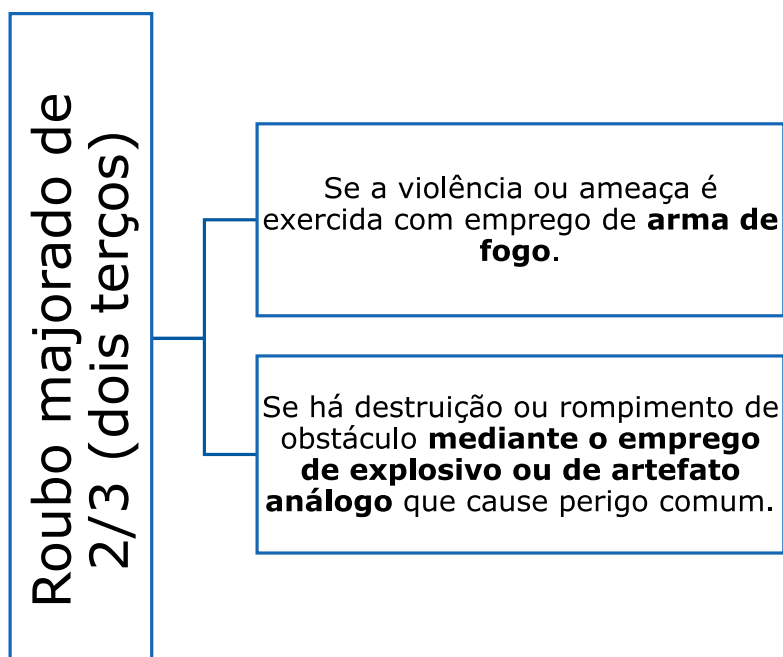 Roubo majorado de
2/3 (dois terços)
Se a violência ou ameaça é
exercida com emprego de arma de
fogo.
Se há destruição ou rompimento de
obstáculo mediante o emprego
de explosivo ou de artefato
análogo que cause perigo comum.